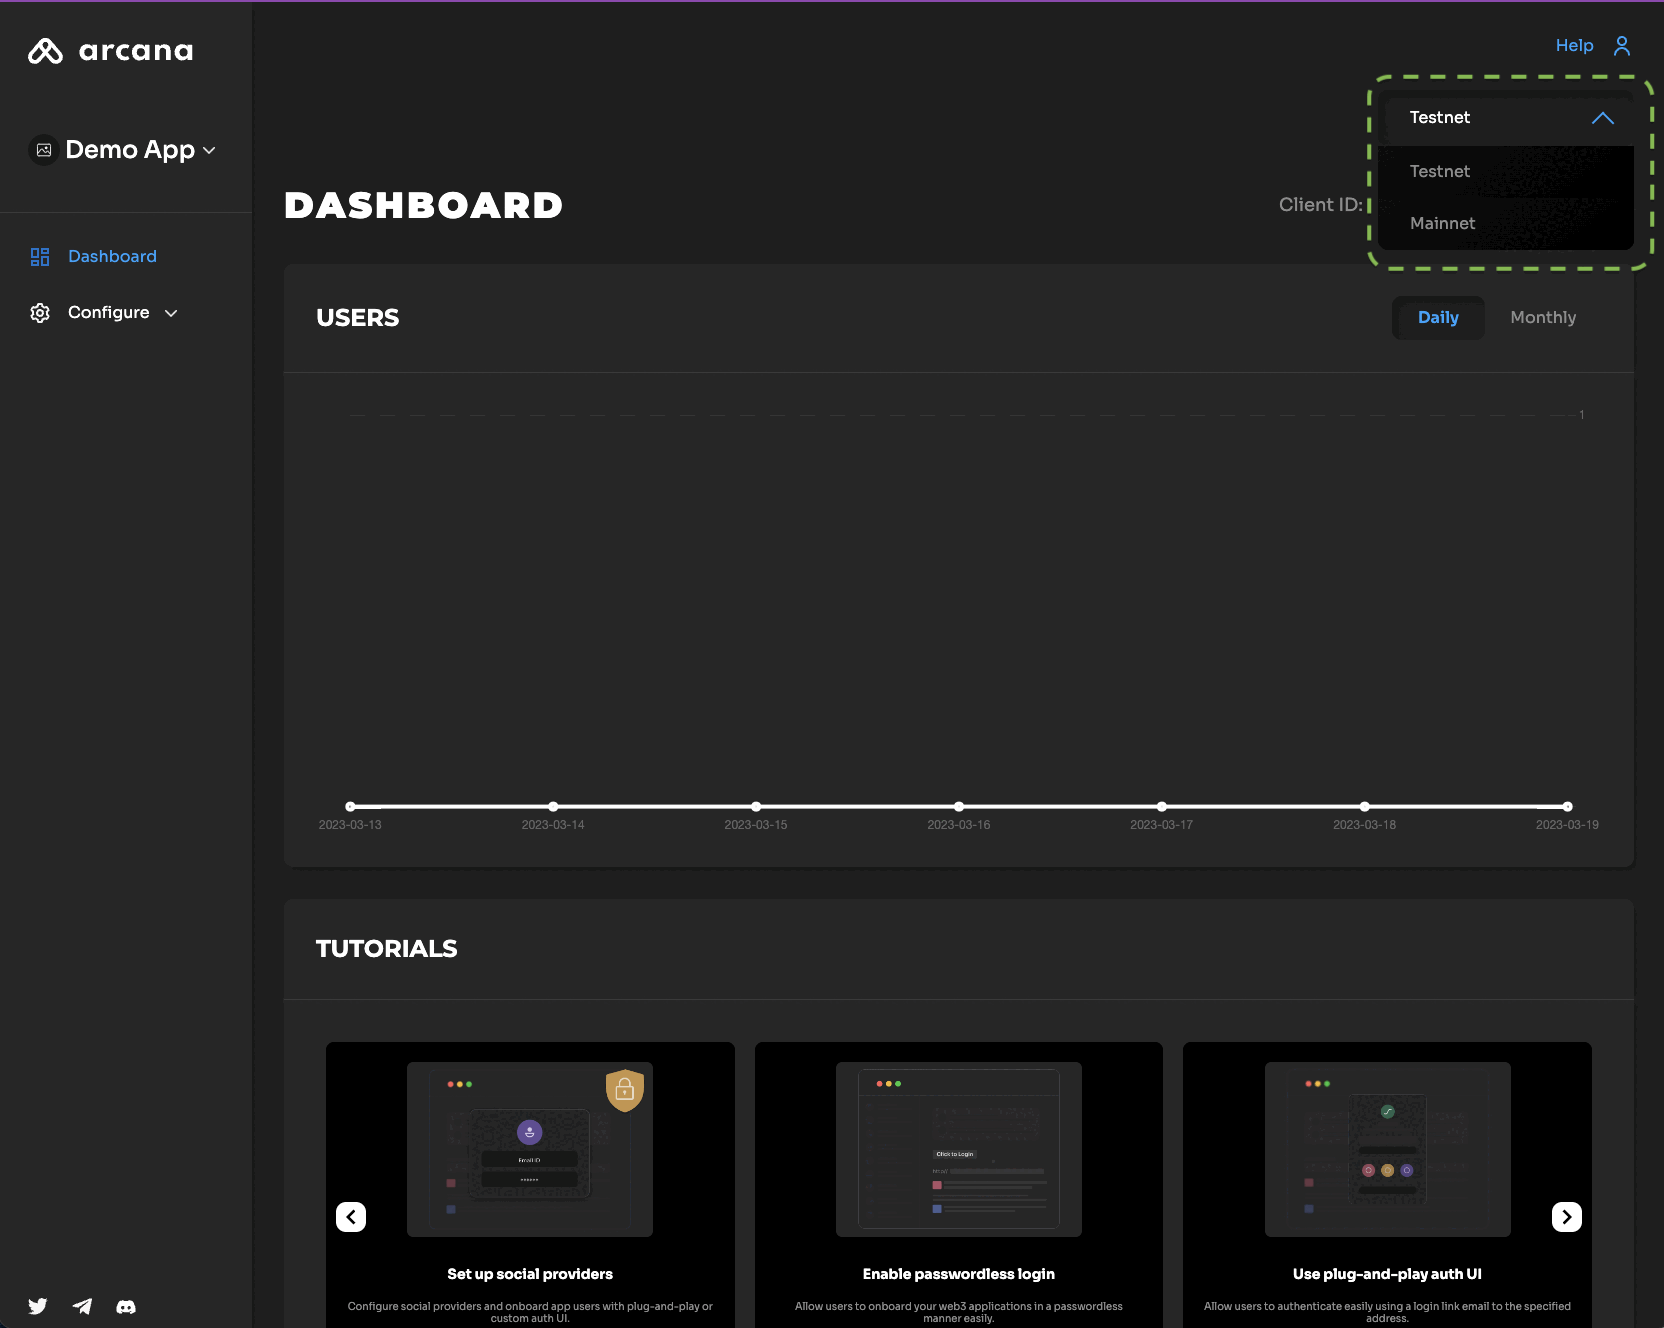 arcana
Help
Testnet
Demo App
Testnet
DASHBOARD
Client ID:
Mainnet
Dashboard
Configure
USERS
Daily
Monthly
1
2023-03-13
2023-03-14
2023-03-15
2023-03-16
2023-03-17
2023-03-18
2023-03-19
TUTORIALS
Email ID
******
Set up social providers
Configure social providers and onboard app users with plug-and-play or
custom auth UI.
Click to Login
Enable passwordless login
Allow users to onboard your web3 applications in a passwordless
manner easily.
Use plug-and-play auth UI
Allow users to authenticate easily using a login link email to the specified
address.